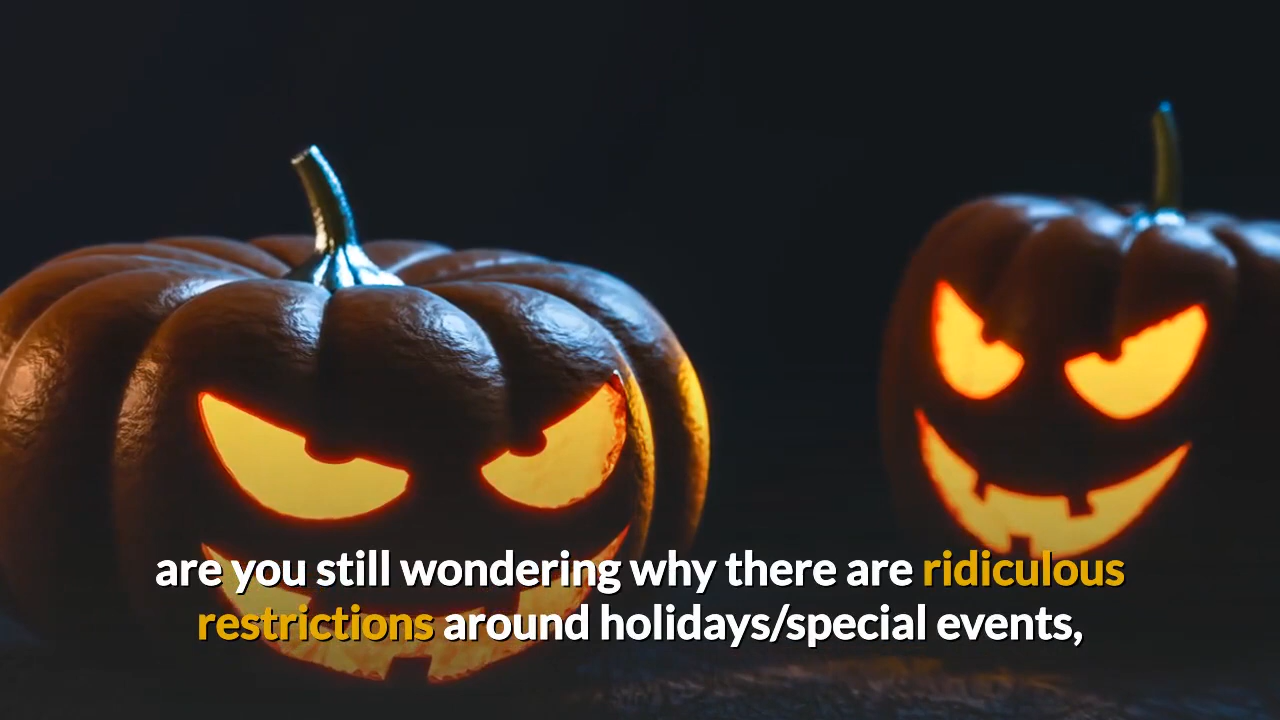 are you still wondering why there are ridiculous
restrictions around holidays/special events,